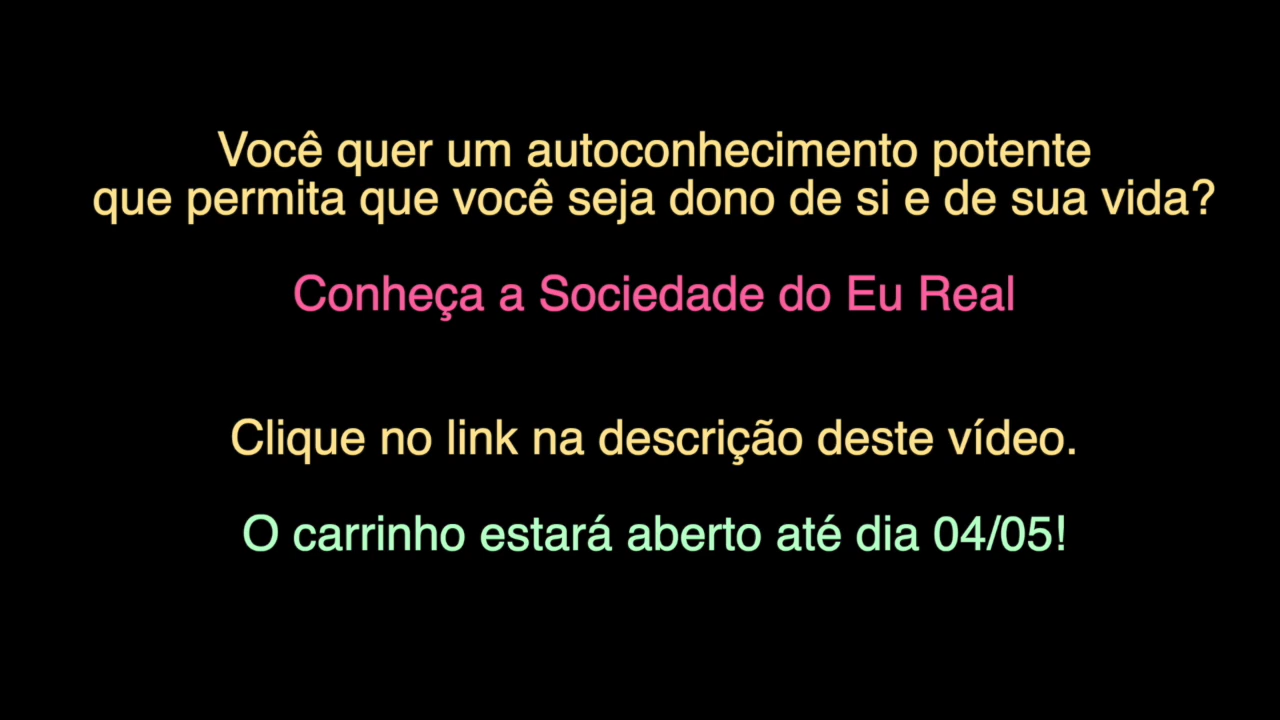 Você quer um autoconhecimento potente
que permita que você seja dono de si e de sua vida?
Conheça a Sociedade do Eu Real
Clique no link na descrição deste vídeo.
O carrinho estará aberto até dia 04/05!